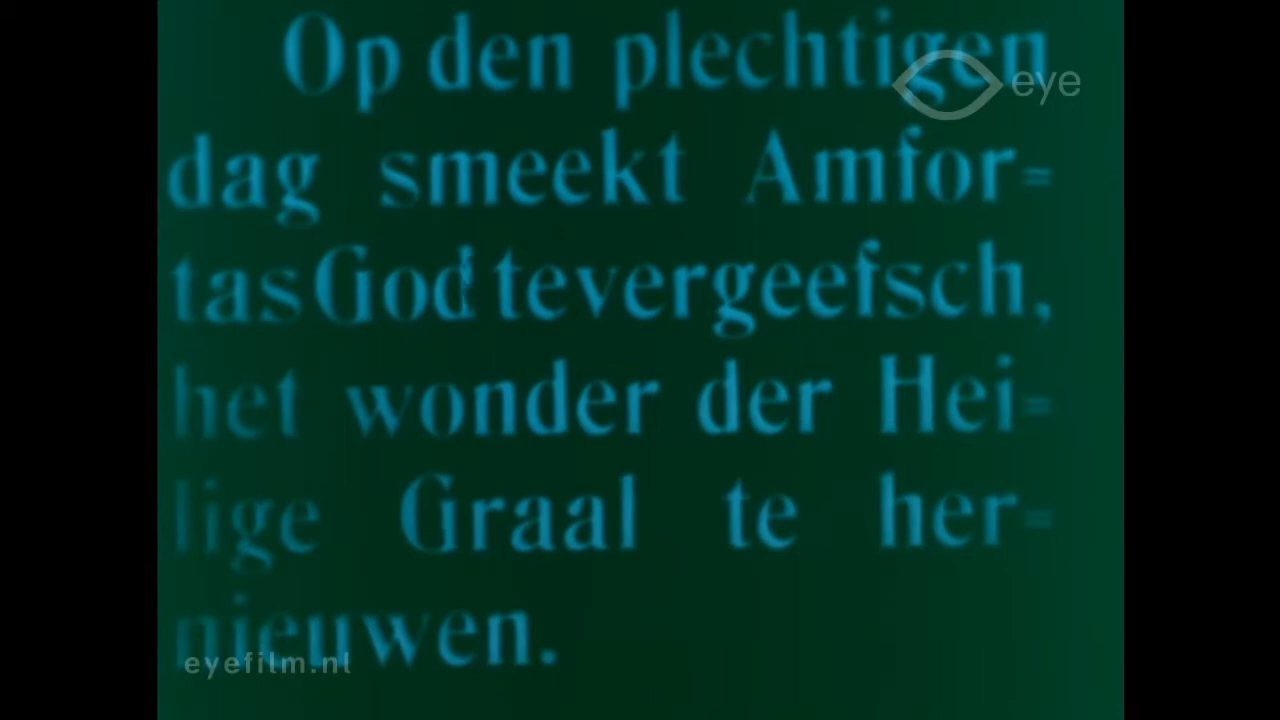 Op den plechtigen
eye
dag smeekt Amfor=
tas God tevergeefsch,
het wonder der Hei=
lige Graal te her=
nieuwen.
eyefilm.nl